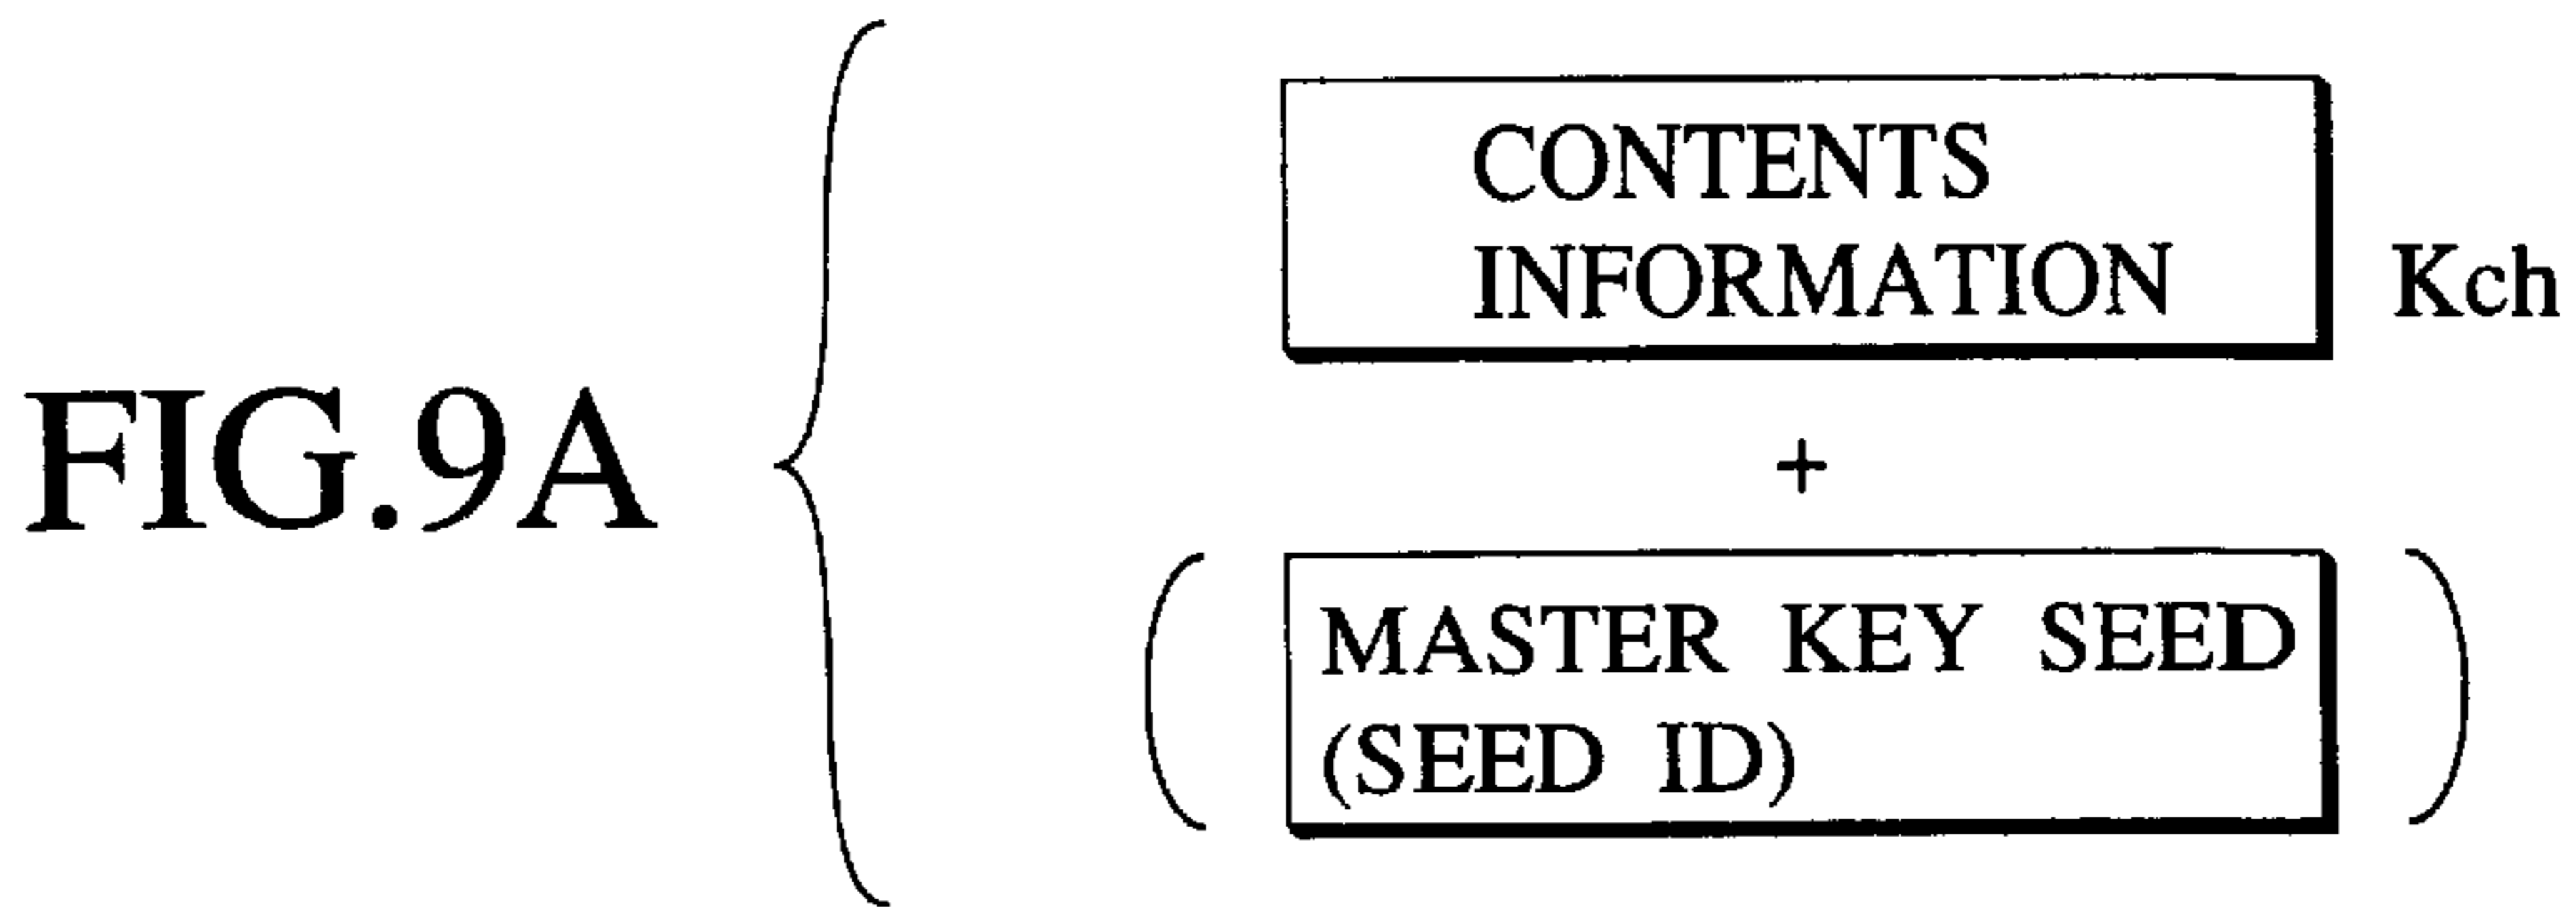 FIG.9A
CONTENTS
INFORMATION
Kch
+
( MASTER KEY SEED
(SEED ID) )